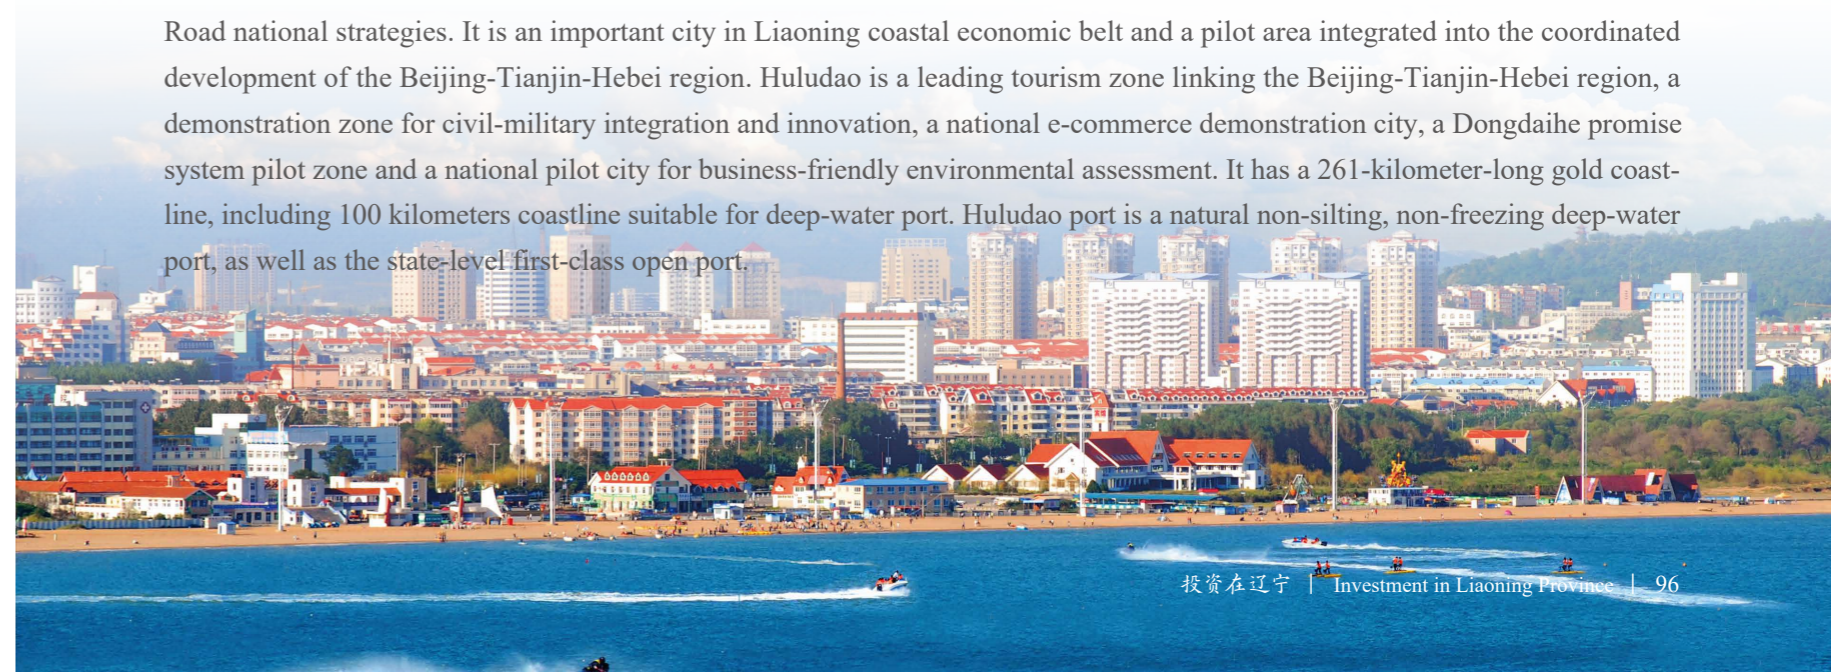 Road national strategies. It is an important city in Liaoning coastal economic belt and a pilot area integrated into the coordinated
development of the Beijing-Tianjin-Hebei region. Huludao is a leading tourism zone linking the Beijing-Tianjin-Hebei region, a
demonstration zone for civil-military integration and innovation, a national e-commerce demonstration city, a Dongdaihe promise
system pilot zone and a national pilot city for business-friendly environmental assessment. It has a 261-kilometer-long gold coast-
line, including 100 kilometers coastline suitable for deep-water port. Huludao port is a natural non-silting, non-freezing deep-water
port, as well as the state-level first-class open port.
投资在辽宁 | Investment in Liaoning Province | 96